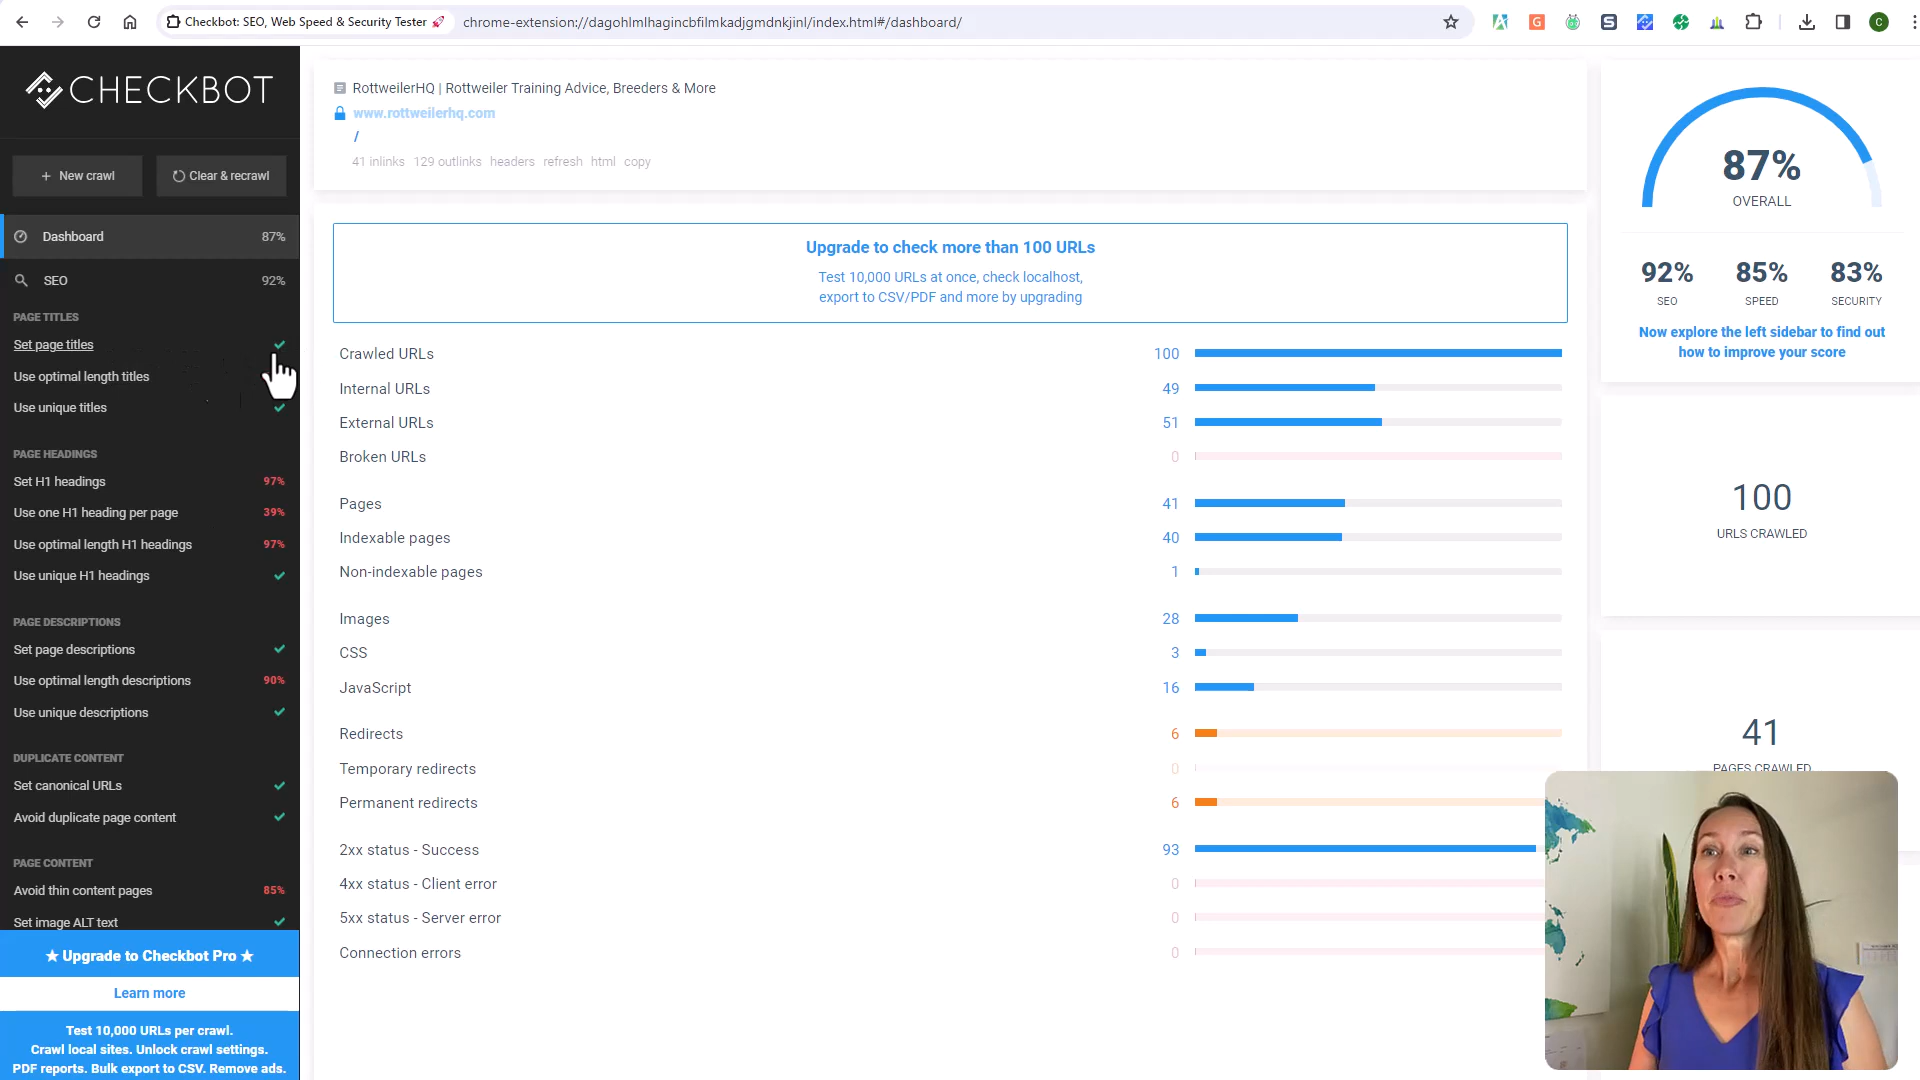 Checkbot: SEO, Web Speed & Security Tester 🚀
chrome-extension://dagohlmlhagincbfilmkadjgmdnkjinl/index.html#/dashboard/
C
CHECKBOT
+ New crawl
Clear & recrawl
Dashboard 87%
SEO 92%
PAGE TITLES
Set page titles
Use optimal length titles
Use unique titles
PAGE HEADINGS
Set H1 headings 97%
Use one H1 heading per page 39%
Use optimal length H1 headings 97%
Use unique H1 headings
PAGE DESCRIPTIONS
Set page descriptions
Use optimal length descriptions 90%
Use unique descriptions
DUPLICATE CONTENT
Set canonical URLs
Avoid duplicate page content
PAGE CONTENT
Avoid thin content pages 85%
Set image ALT text
★ Upgrade to Checkbot Pro ★
Learn more
Test 10,000 URLs per crawl.
Crawl local sites. Unlock crawl settings.
PDF reports. Bulk export to CSV. Remove ads.
RottweilerHQ | Rottweiler Training Advice, Breeders & More
www.rottweilerhq.com
/
41 inlinks 129 outlinks headers refresh html copy
Upgrade to check more than 100 URLs
Test 10,000 URLs at once, check localhost,
export to CSV/PDF and more by upgrading
Crawled URLs 100
Internal URLs 49
External URLs 51
Broken URLs 0
Pages 41
Indexable pages 40
Non-indexable pages 1
Images 28
CSS 3
JavaScript 16
Redirects 6
Temporary redirects 0
Permanent redirects 6
2xx status - Success 93
4xx status - Client error 0
5xx status - Server error 0
Connection errors 0
87%
OVERALL
92% 85% 83%
SEO SPEED SECURITY
Now explore the left sidebar to find out
how to improve your score
100
URLS CRAWLED
41
PAGES CRAWLED